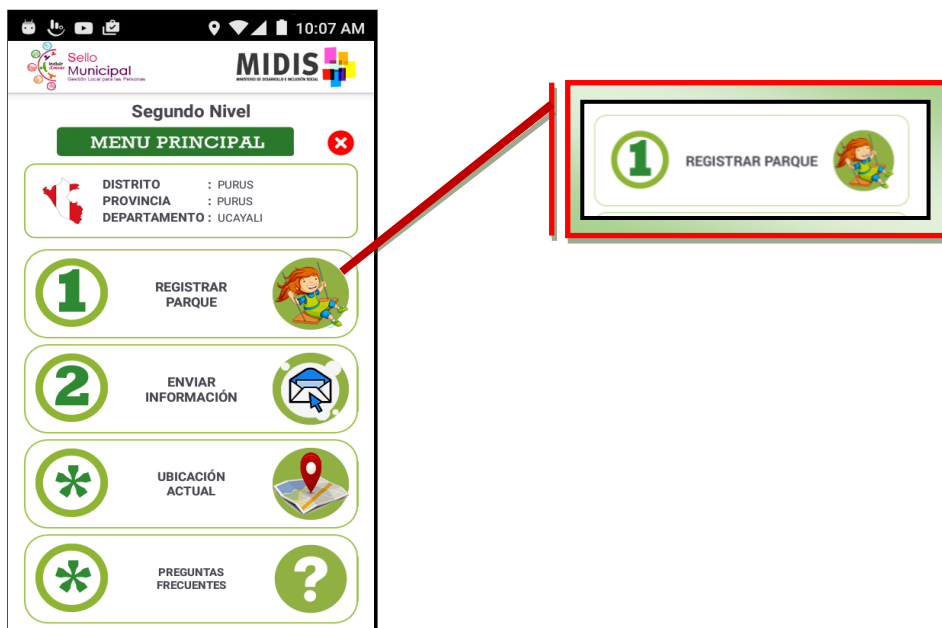 10:07 AM
incluir
Sello
Municipal
Gestión Local para las Personas
MIDIS
MINISTERIO DE DESARROLLO E INCLUSIÓN SOCIAL
Segundo Nivel
MENU PRINCIPAL
DISTRITO : PURUS
PROVINCIA : PURUS
DEPARTAMENTO : UCAYALI
1
REGISTRAR
PARQUE
2
ENVIAR
INFORMACIÓN
*
UBICACIÓN
ACTUAL
*
PREGUNTAS
FRECUENTES
?
1
REGISTRAR PARQUE